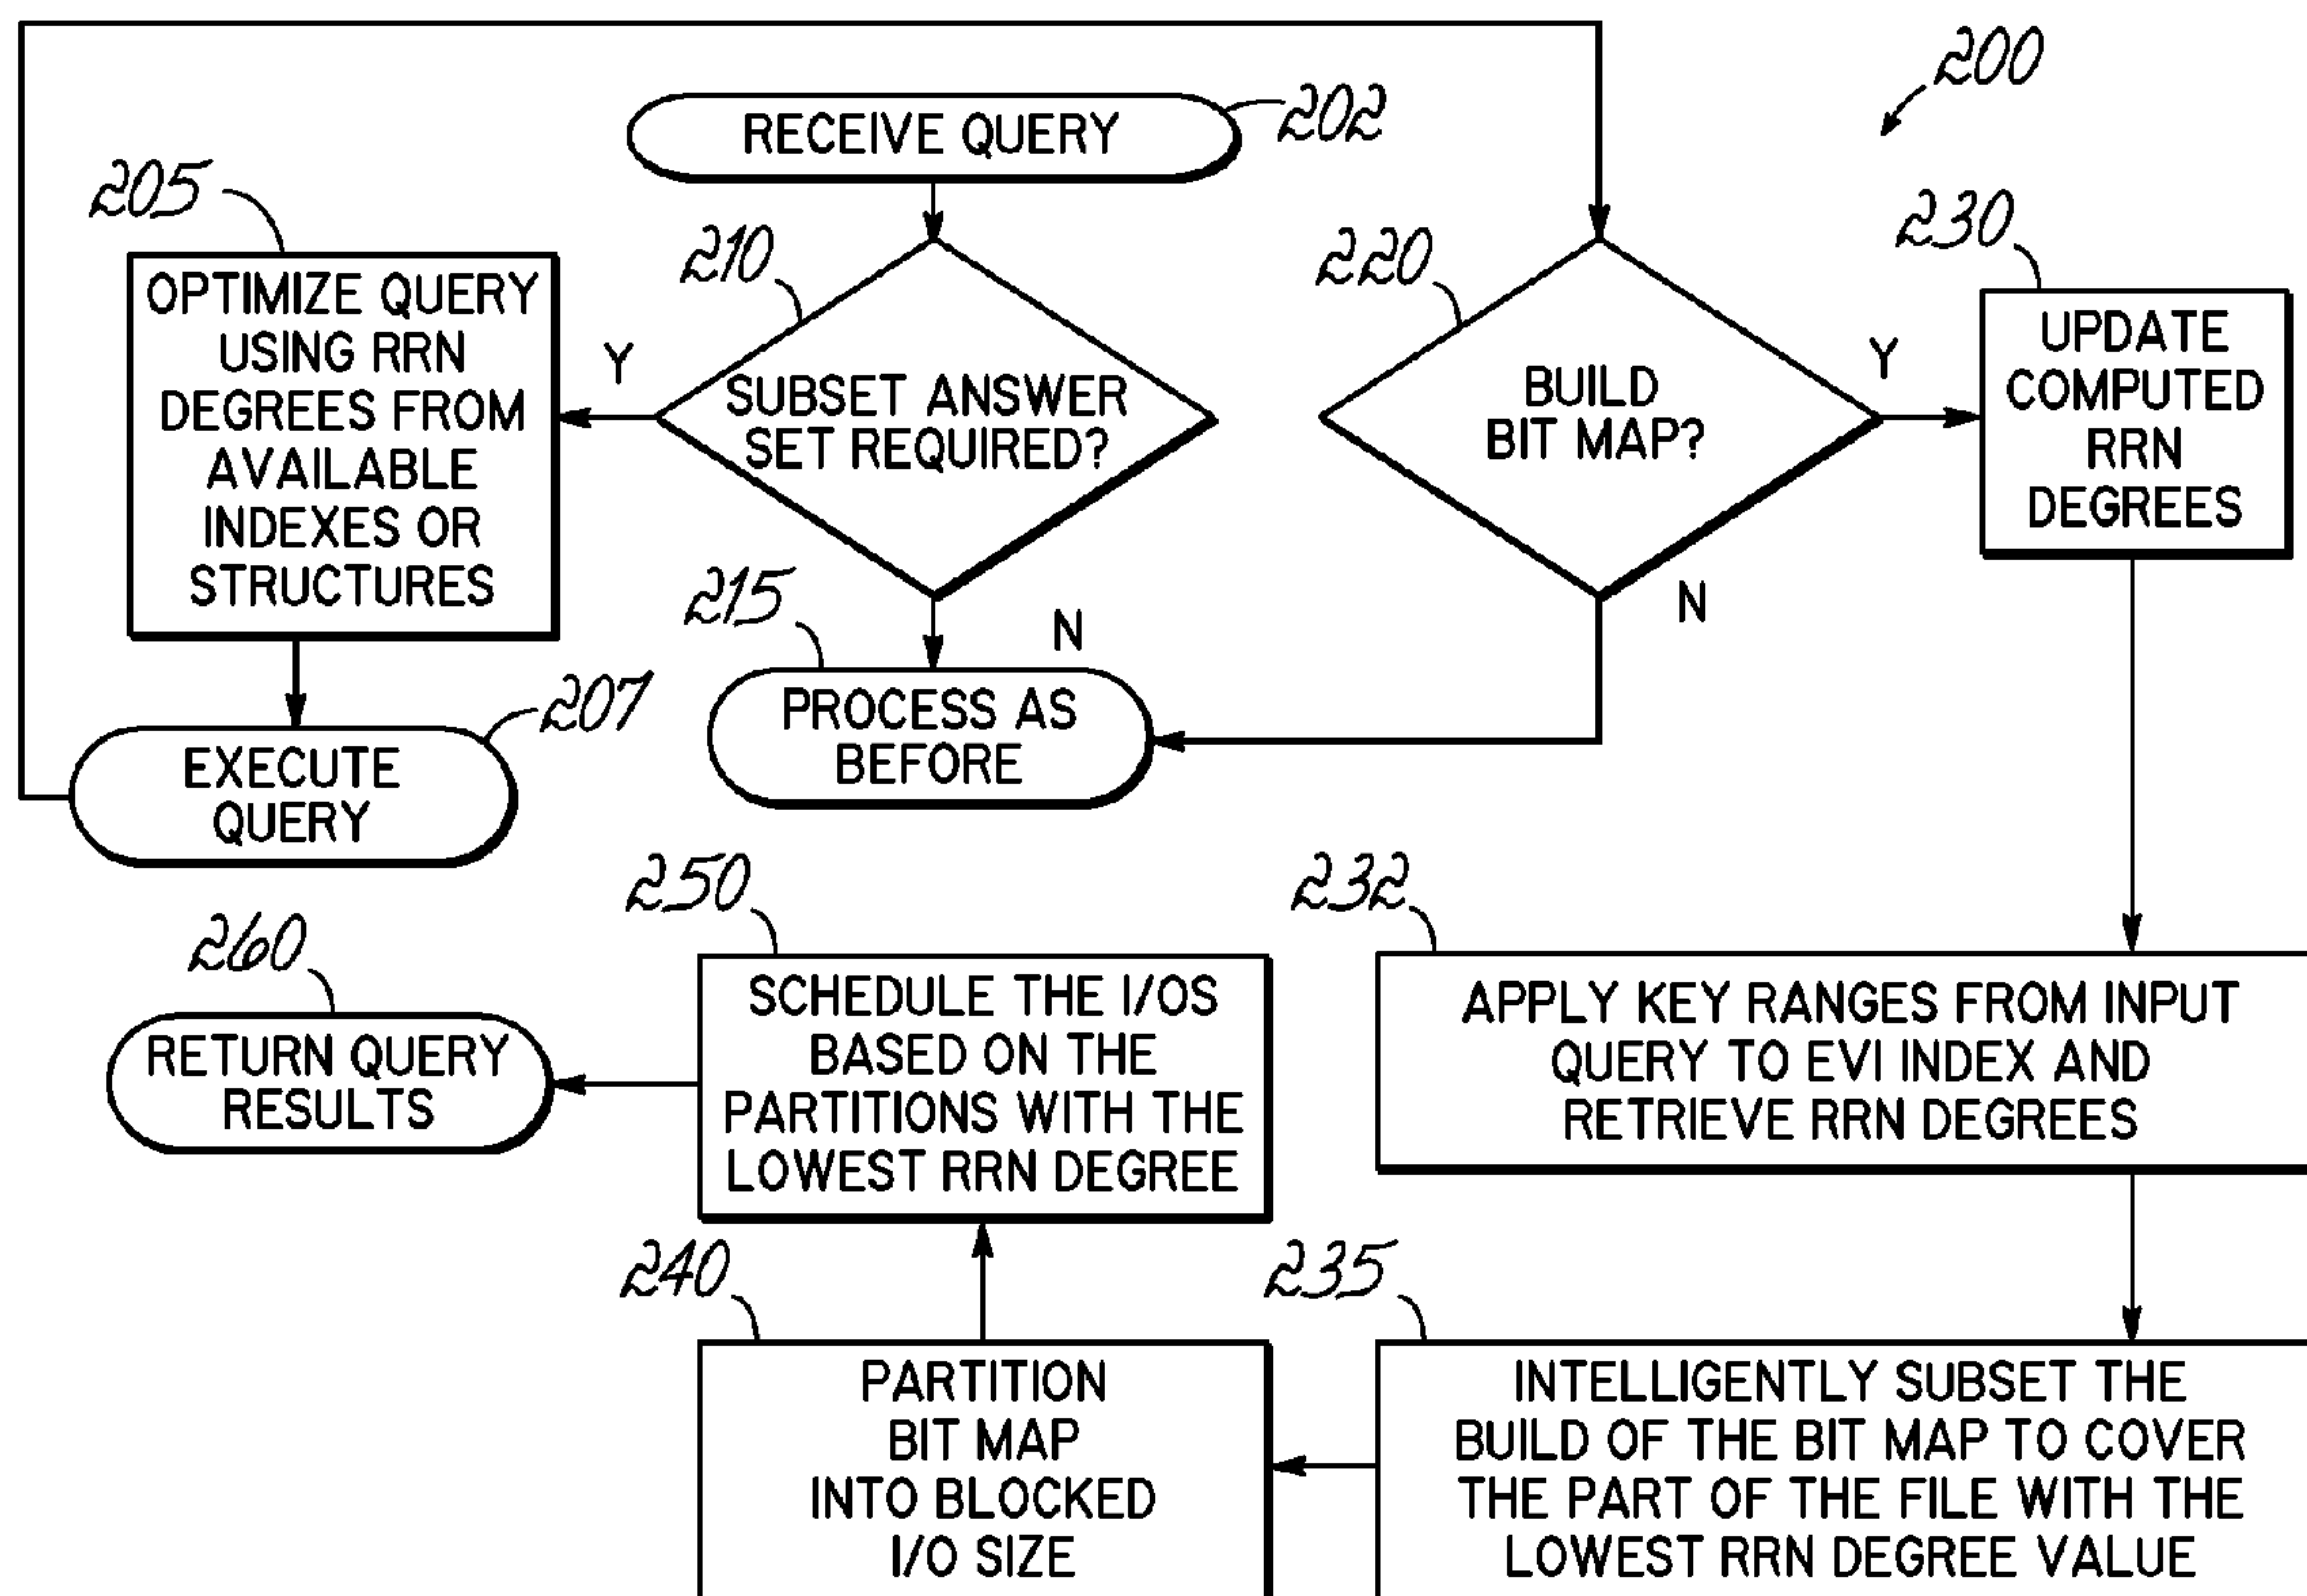 200
RECEIVE QUERY
202
205
OPTIMIZE QUERY
USING RRN
DEGREES FROM
AVAILABLE
INDEXES OR
STRUCTURES
210
Y
SUBSET ANSWER
SET REQUIRED?
N
220
BUILD
BIT MAP?
Y
N
230
UPDATE
COMPUTED
RRN
DEGREES
215
PROCESS AS
BEFORE
207
EXECUTE
QUERY
232
APPLY KEY RANGES FROM INPUT
QUERY TO EVI INDEX AND
RETRIEVE RRN DEGREES
250
SCHEDULE THE I/OS
BASED ON THE
PARTITIONS WITH THE
LOWEST RRN DEGREE
260
RETURN QUERY
RESULTS
240
PARTITION
BIT MAP
INTO BLOCKED
I/O SIZE
235
INTELLIGENTLY SUBSET THE
BUILD OF THE BIT MAP TO COVER
THE PART OF THE FILE WITH THE
LOWEST RRN DEGREE VALUE